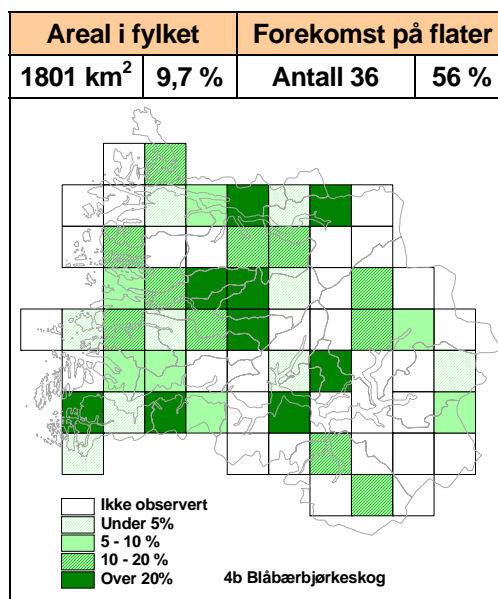 Areal i fylket Forekomst på flater
1801 km² 9,7 % Antall 36 56 %
Ikke observert
Under 5%
5 - 10 %
10 - 20 %
Over 20% 4b Blåbærbjørkeskog